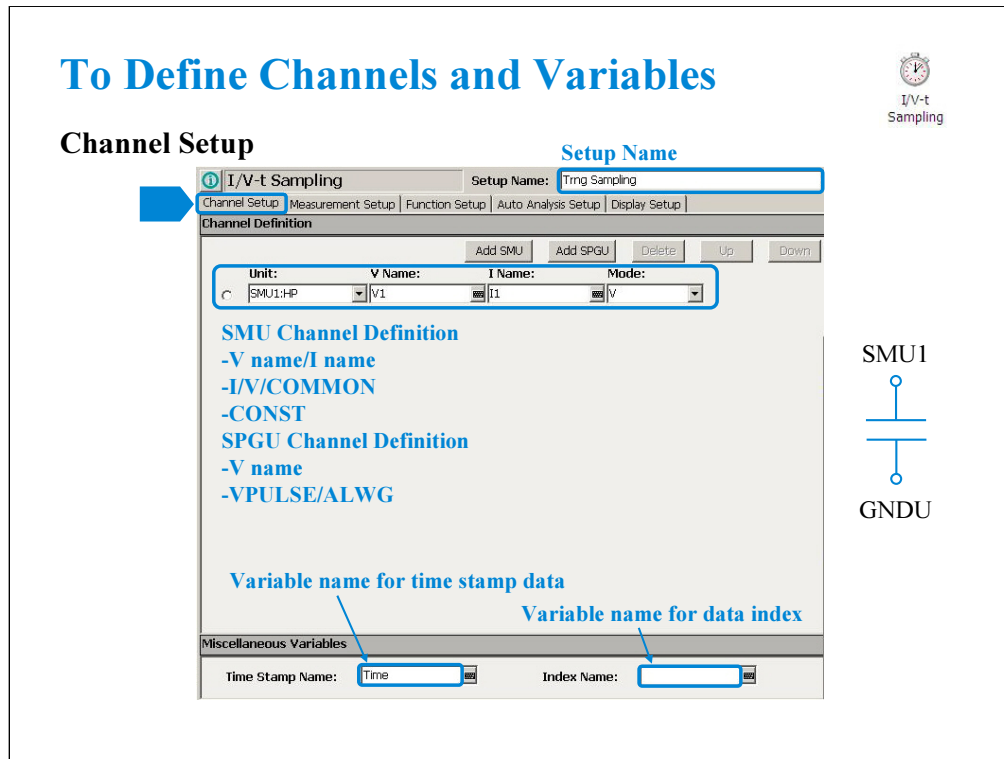 To Define Channels and Variables
I/V-t
Sampling
Channel Setup
Setup Name
I/V-t Sampling
Setup Name: Trng Sampling
Channel Setup Measurement Setup Function Setup Auto Analysis Setup Display Setup
Channel Definition
Add SMU Add SPGU Delete Up Down
Unit: V Name: I Name: Mode:
SMU1:HP V1 I1 V
SMU Channel Definition
-V name/I name
-I/V/COMMON
-CONST
SPGU Channel Definition
-V name
-VPULSE/ALWG
SMU1
GNDU
Variable name for time stamp data
Variable name for data index
Miscellaneous Variables
Time Stamp Name: Time Index Name: